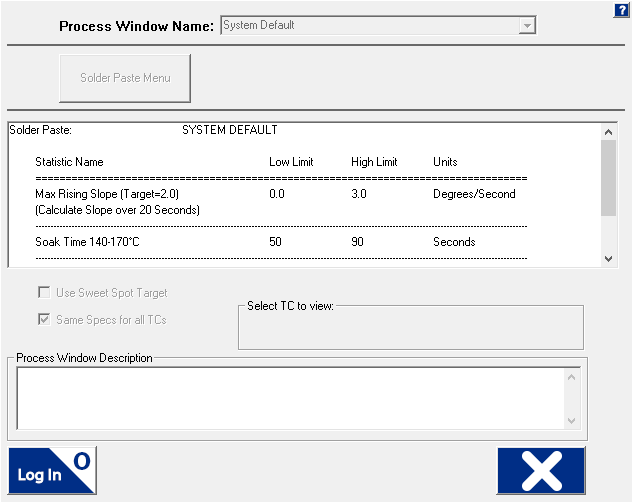 ?
Process Window Name: System Default
Solder Paste Menu
Solder Paste: SYSTEM DEFAULT
Statistic Name Low Limit High Limit Units
Max Rising Slope (Target=2.0) 0.0 3.0 Degrees/Second
(Calculate Slope over 20 Seconds)
Soak Time 140-170°C 50 90 Seconds
Use Sweet Spot Target
Select TC to view:
Same Specs for all TCs
Process Window Description
Log In O